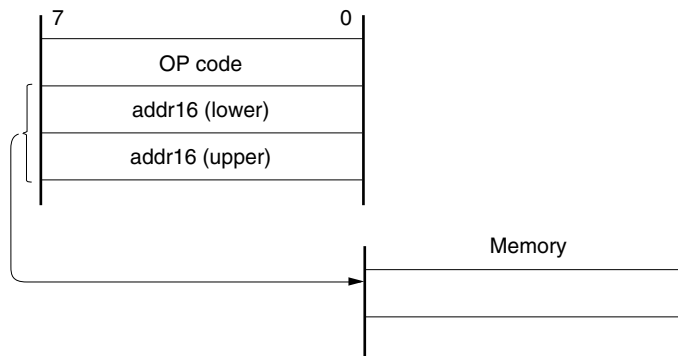 7 0
OP code
addr16 (lower)
addr16 (upper)
Memory